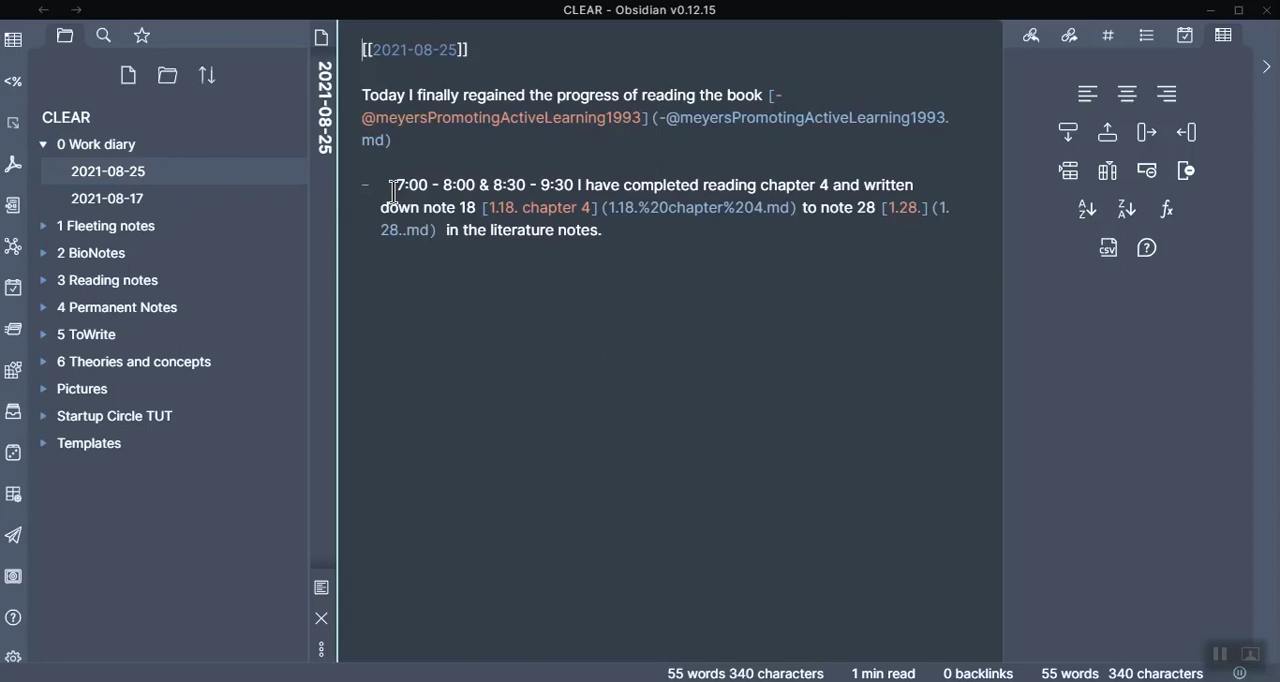 CLEAR - Obsidian v0.12.15
CLEAR
0 Work diary
2021-08-25
2021-08-17
1 Fleeting notes
2 BioNotes
3 Reading notes
4 Permanent Notes
5 ToWrite
6 Theories and concepts
Pictures
Startup Circle TUT
Templates
2021-08-25
[[2021-08-25]]
Today I finally regained the progress of reading the book [-
@meyersPromotingActiveLearning1993](-@meyersPromotingActiveLearning1993.
md)
- 7:00 - 8:00 & 8:30 - 9:30 I have completed reading chapter 4 and written
down note 18 [1.18. chapter 4](1.18.%20chapter%204.md) to note 28 [1.28.](1.
28..md) in the literature notes.
CSV
55 words 340 characters 1 min read 0 backlinks 55 words 340 characters